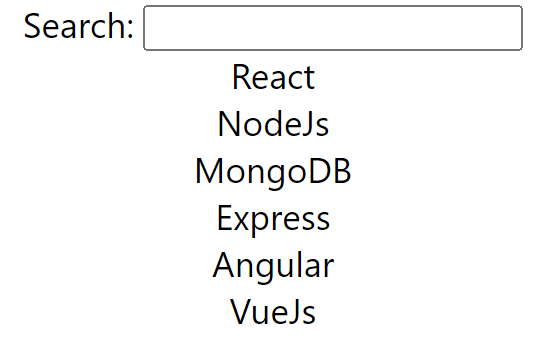 Search:
React
NodeJs
MongoDB
Express
Angular
VueJs